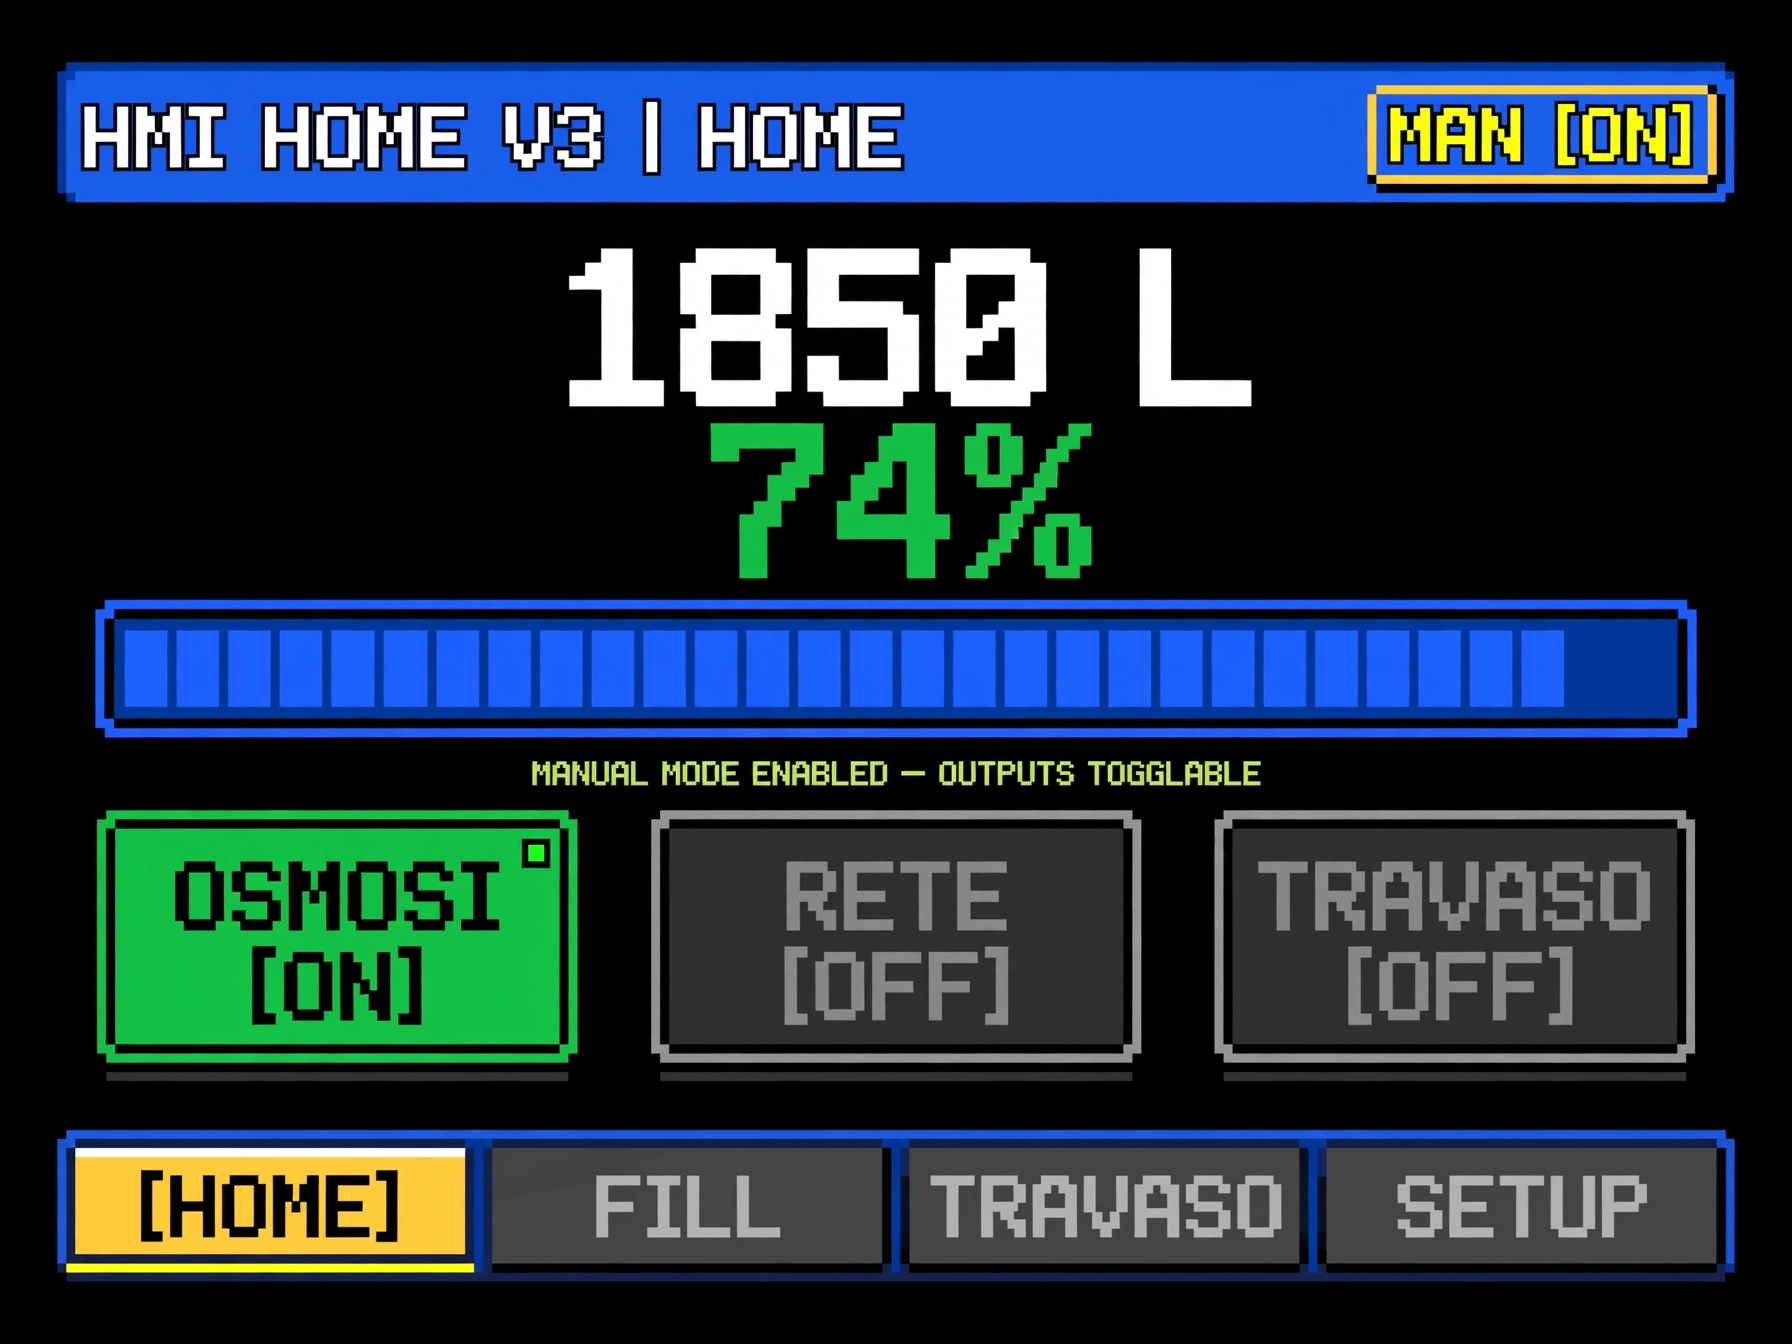 HMI HOME V3 | HOME
MAN [ON]
1850 L
74%
MANUAL MODE ENABLED — OUTPUTS TOGGLABLE
OSMOSI
[ON]
RETE
[OFF]
TRAVASO
[OFF]
[HOME]
FILL
TRAVASO
SETUP